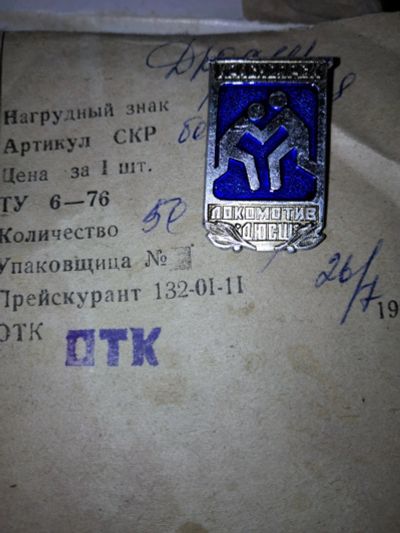 Нагрудный знак
Артикул СКР
Цена за 1 шт.
ТУ 6—76
Количество 50
Упаковщица №
Прейскурант 132-01-11
26/7 19
ОТК
ОТК
ЛОКОМОТИВ
ДЮСШ